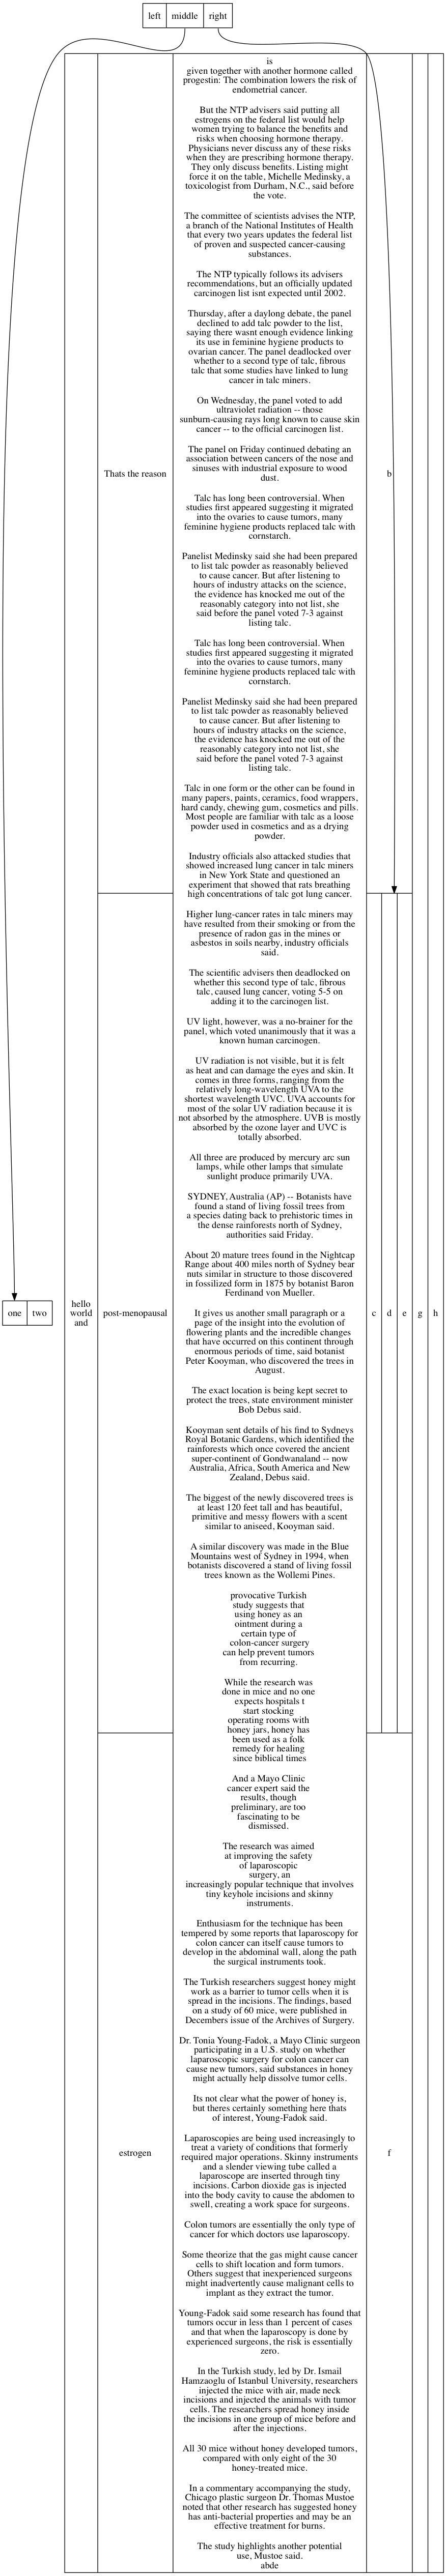 left middle right
is
given together with another hormone called
progestin: The combination lowers the risk of
endometrial cancer.
But the NTP advisers said putting all
estrogens on the federal list would help
women trying to balance the benefits and
risks when choosing hormone therapy.
Physicians never discuss any of these risks
when they are prescribing hormone therapy.
They only discuss benefits. Listing might
force it on the table, Michelle Medinsky, a
toxicologist from Durham, N.C., said before
the vote.
The committee of scientists advises the NTP,
a branch of the National Institutes of Health
that every two years updates the federal list
of proven and suspected cancer-causing
substances.
The NTP typically follows its advisers
recommendations, but an officially updated
carcinogen list isnt expected until 2002.
Thursday, after a daylong debate, the panel
declined to add talc powder to the list,
saying there wasnt enough evidence linking
its use in feminine hygiene products to
ovarian cancer. The panel deadlocked over
whether to a second type of talc, fibrous
talc that some studies have linked to lung
cancer in talc miners.
On Wednesday, the panel voted to add
ultraviolet radiation -- those
sunburn-causing rays long known to cause skin
cancer -- to the official carcinogen list.
The panel on Friday continued debating an
association between cancers of the nose and
sinuses with industrial exposure to wood
dust.
Thats the reason
b
Talc has long been controversial. When
studies first appeared suggesting it migrated
into the ovaries to cause tumors, many
feminine hygiene products replaced talc with
cornstarch.
Panelist Medinsky said she had been prepared
to list talc powder as reasonably believed
to cause cancer. But after listening to
hours of industry attacks on the science,
the evidence has knocked me out of the
reasonably category into not list, she
said before the panel voted 7-3 against
listing talc.
Talc has long been controversial. When
studies first appeared suggesting it migrated
into the ovaries to cause tumors, many
feminine hygiene products replaced talc with
cornstarch.
Panelist Medinsky said she had been prepared
to list talc powder as reasonably believed
to cause cancer. But after listening to
hours of industry attacks on the science,
the evidence has knocked me out of the
reasonably category into not list, she
said before the panel voted 7-3 against
listing talc.
Talc in one form or the other can be found in
many papers, paints, ceramics, food wrappers,
hard candy, chewing gum, cosmetics and pills.
Most people are familiar with talc as a loose
powder used in cosmetics and as a drying
powder.
Industry officials also attacked studies that
showed increased lung cancer in talc miners
in New York State and questioned an
experiment that showed that rats breathing
high concentrations of talc got lung cancer.
Higher lung-cancer rates in talc miners may
have resulted from their smoking or from the
presence of radon gas in the mines or
asbestos in soils nearby, industry officials
said.
The scientific advisers then deadlocked on
whether this second type of talc, fibrous
talc, caused lung cancer, voting 5-5 on
adding it to the carcinogen list.
UV light, however, was a no-brainer for the
panel, which voted unanimously that it was a
known human carcinogen.
UV radiation is not visible, but it is felt
as heat and can damage the eyes and skin. It
comes in three forms, ranging from the
relatively long-wavelength UVA to the
shortest wavelength UVC. UVA accounts for
most of the solar UV radiation because it is
not absorbed by the atmosphere. UVB is mostly
absorbed by the ozone layer and UVC is
totally absorbed.
All three are produced by mercury arc sun
lamps, while other lamps that simulate
sunlight produce primarily UVA.
SYDNEY, Australia (AP) -- Botanists have
found a stand of living fossil trees from
a species dating back to prehistoric times in
the dense rainforests north of Sydney,
authorities said Friday.
About 20 mature trees found in the Nightcap
Range about 400 miles north of Sydney bear
nuts similar in structure to those discovered
in fossilized form in 1875 by botanist Baron
Ferdinand von Mueller.
one two
hello
world
and
post-menopausal
c d e g h
It gives us another small paragraph or a
page of the insight into the evolution of
flowering plants and the incredible changes
that have occurred on this continent through
enormous periods of time, said botanist
Peter Kooyman, who discovered the trees in
August.
The exact location is being kept secret to
protect the trees, state environment minister
Bob Debus said.
Kooyman sent details of his find to Sydneys
Royal Botanic Gardens, which identified the
rainforests which once covered the ancient
super-continent of Gondwanaland -- now
Australia, Africa, South America and New
Zealand, Debus said.
The biggest of the newly discovered trees is
at least 120 feet tall and has beautiful,
primitive and messy flowers with a scent
similar to aniseed, Kooyman said.
A similar discovery was made in the Blue
Mountains west of Sydney in 1994, when
botanists discovered a stand of living fossil
trees known as the Wollemi Pines.
provocative Turkish
study suggests that
using honey as an
ointment during a
certain type of
colon-cancer surgery
can help prevent tumors
from recurring.
While the research was
done in mice and no one
expects hospitals t
start stocking
operating rooms with
honey jars, honey has
been used as a folk
remedy for healing
since biblical times
And a Mayo Clinic
cancer expert said the
results, though
preliminary, are too
fascinating to be
dismissed.
The research was aimed
at improving the safety
of laparoscopic
surgery, an
increasingly popular technique that involves
tiny keyhole incisions and skinny
instruments.
Enthusiasm for the technique has been
tempered by some reports that laparoscopy for
colon cancer can itself cause tumors to
develop in the abdominal wall, along the path
the surgical instruments took.
The Turkish researchers suggest honey might
work as a barrier to tumor cells when it is
spread in the incisions. The findings, based
on a study of 60 mice, were published in
Decembers issue of the Archives of Surgery.
Dr. Tonia Young-Fadok, a Mayo Clinic surgeon
participating in a U.S. study on whether
laparoscopic surgery for colon cancer can
cause new tumors, said substances in honey
might actually help dissolve tumor cells.
Its not clear what the power of honey is,
but theres certainly something here thats
of interest, Young-Fadok said.
estrogen
f
Laparoscopies are being used increasingly to
treat a variety of conditions that formerly
required major operations. Skinny instruments
and a slender viewing tube called a
laparoscope are inserted through tiny
incisions. Carbon dioxide gas is injected
into the body cavity to cause the abdomen to
swell, creating a work space for surgeons.
Colon tumors are essentially the only type of
cancer for which doctors use laparoscopy.
Some theorize that the gas might cause cancer
cells to shift location and form tumors.
Others suggest that inexperienced surgeons
might inadvertently cause malignant cells to
implant as they extract the tumor.
Young-Fadok said some research has found that
tumors occur in less than 1 percent of cases
and that when the laparoscopy is done by
experienced surgeons, the risk is essentially
zero.
In the Turkish study, led by Dr. Ismail
Hamzaoglu of Istanbul University, researchers
injected the mice with air, made neck
incisions and injected the animals with tumor
cells. The researchers spread honey inside
the incisions in one group of mice before and
after the injections.
All 30 mice without honey developed tumors,
compared with only eight of the 30
honey-treated mice.
In a commentary accompanying the study,
Chicago plastic surgeon Dr. Thomas Mustoe
noted that other research has suggested honey
has anti-bacterial properties and may be an
effective treatment for burns.
The study highlights another potential
use, Mustoe said.
abde